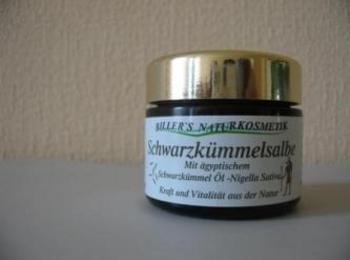 BILLER'S NATURKOSMETIK
Schwarzkümmelsalbe
Mit ägyptischem
Schwarzkümmel Öl -Nigella Sativa
Kraft und Vitalität aus der Natur